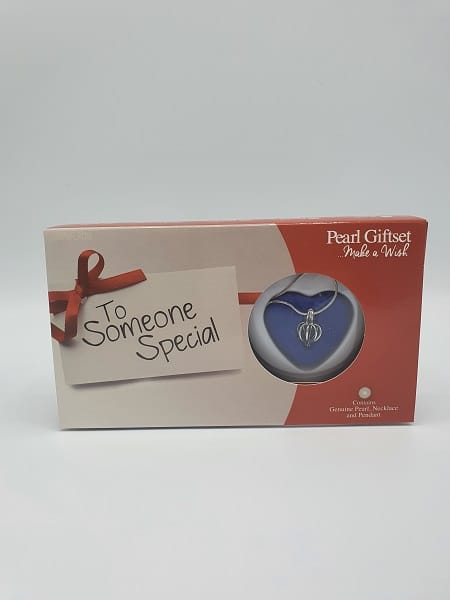 To
Someone
Special
Pearl Giftset
...Make a Wish
Contains
Genuine Pearl, Necklace
and Pendant